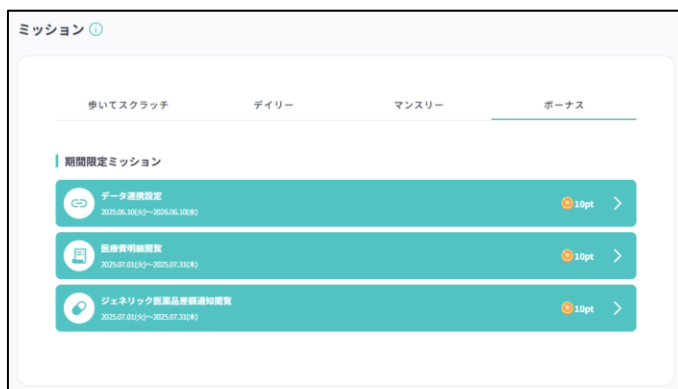 ミッション
歩いてスクラッチ デイリー マンスリー ボーナス
期間限定ミッション
データ連携設定
2025.06.10(火)～2026.06.10(水)
10pt
医療費明細閲覧
2025.07.01(火)～2025.07.31(木)
10pt
ジェネリック医薬品差額通知閲覧
2025.07.01(火)～2025.07.31(木)
10pt